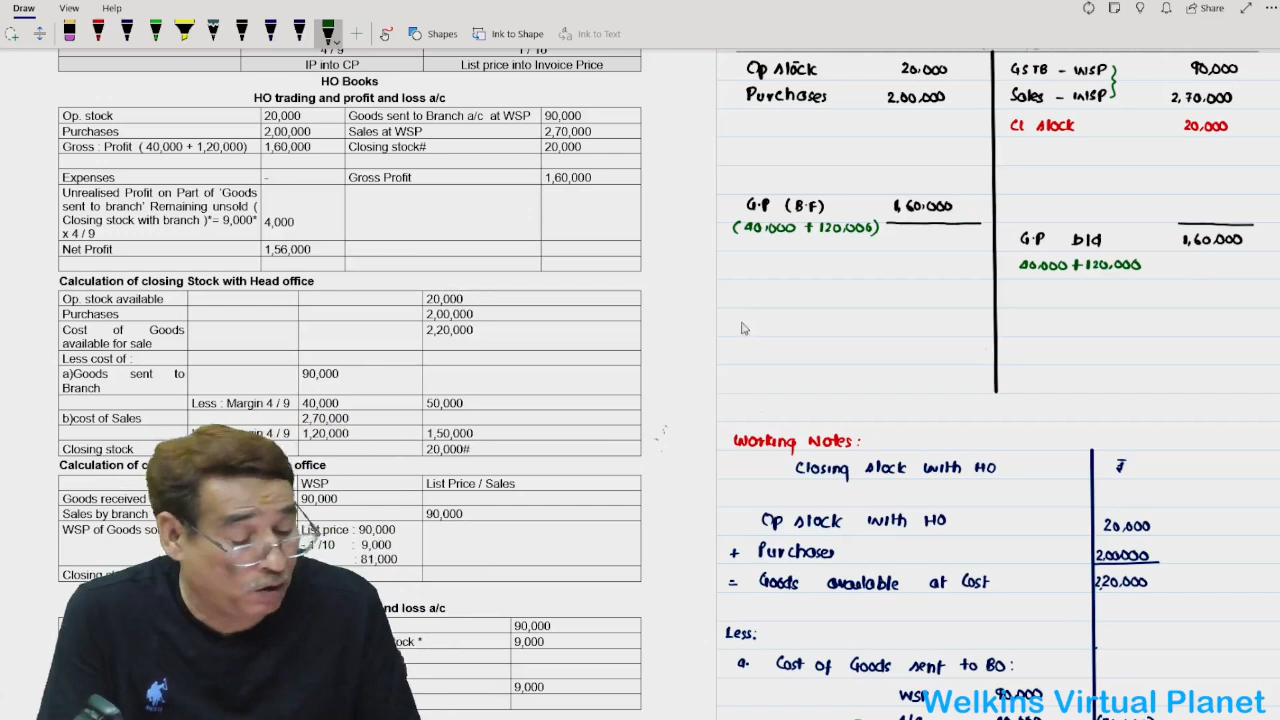 Draw View Help
Share
Shapes Ink to Shape Ink to Text
4 / 9 1 / 10
IP into CP List price into Invoice Price
HO Books
HO trading and profit and loss a/c
Op. stock 20,000 Goods sent to Branch a/c at WSP 90,000
Purchases 2,00,000 Sales at WSP 2,70,000
Gross : Profit ( 40,000 + 1,20,000) 1,60,000 Closing stock# 20,000
Expenses - Gross Profit 1,60,000
Unrealised Profit on Part of 'Goods
sent to branch' Remaining unsold (
Closing stock with branch )*= 9,000*
x 4 / 9 4,000
Net Profit 1,56,000
Calculation of closing Stock with Head office
Op. stock available 20,000
Purchases 2,00,000
Cost of Goods 2,20,000
available for sale
Less cost of :
a)Goods sent to 90,000
Branch
Less : Margin 4 / 9 40,000 50,000
b)cost of Sales 2,70,000
4 / 9 1,20,000 1,50,000
Closing stock 20,000#
Calculation of office
WSP List Price / Sales
Goods received 90,000
Sales by branch 90,000
WSP of Goods List price : 90,000
- 1 /10 : 9,000
: 81,000
and loss a/c
90,000
9,000
9,000
Op stock 20,000 GSTB - WSP 90,000
Purchases 2,00,000 Sales - WSP 2,70,000
Cl stock 20,000
G.P (B.F) 1,60,000
(40,000 + 120,000)
G.P b/d 1,60,000
40,000 + 120,000
Working Notes:
Closing stock with HO ₹
Op stock with HO 20,000
+ Purchases 200000
= Goods available at Cost 2,20,000
Less:
a. Cost of Goods sent to BO:
WSP 90,000
Welkins Virtual Planet